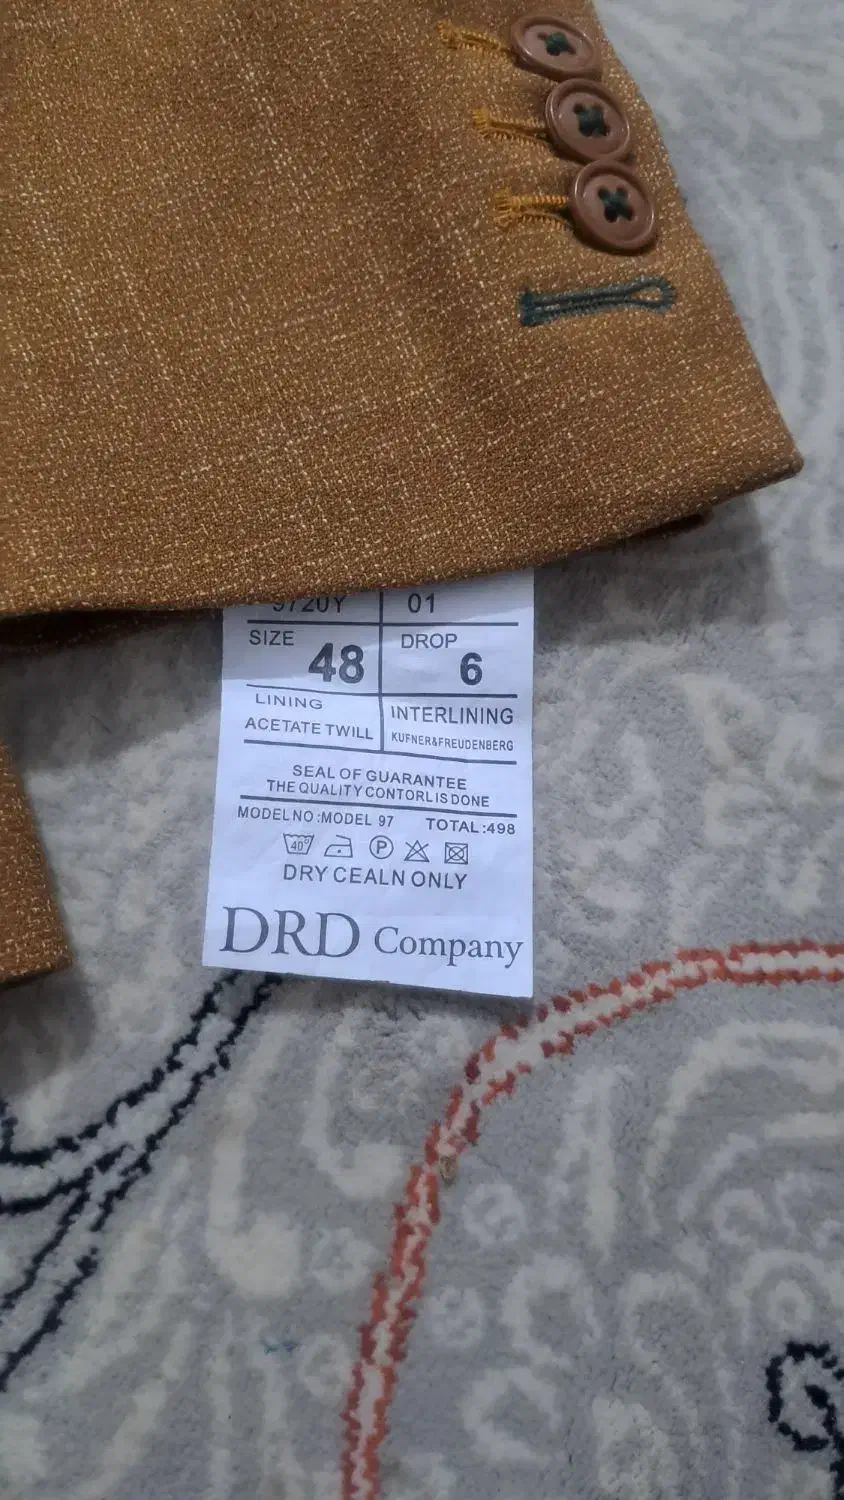 9720Y 01
SIZE 48 DROP 6
LINING INTERLINING
ACETATE TWILL KUFNER&FREUDENBERG
SEAL OF GUARANTEE
THE QUALITY CONTORL IS DONE
MODEL NO :MODEL 97 TOTAL :498
40° P
DRY CEALN ONLY
DRD Company